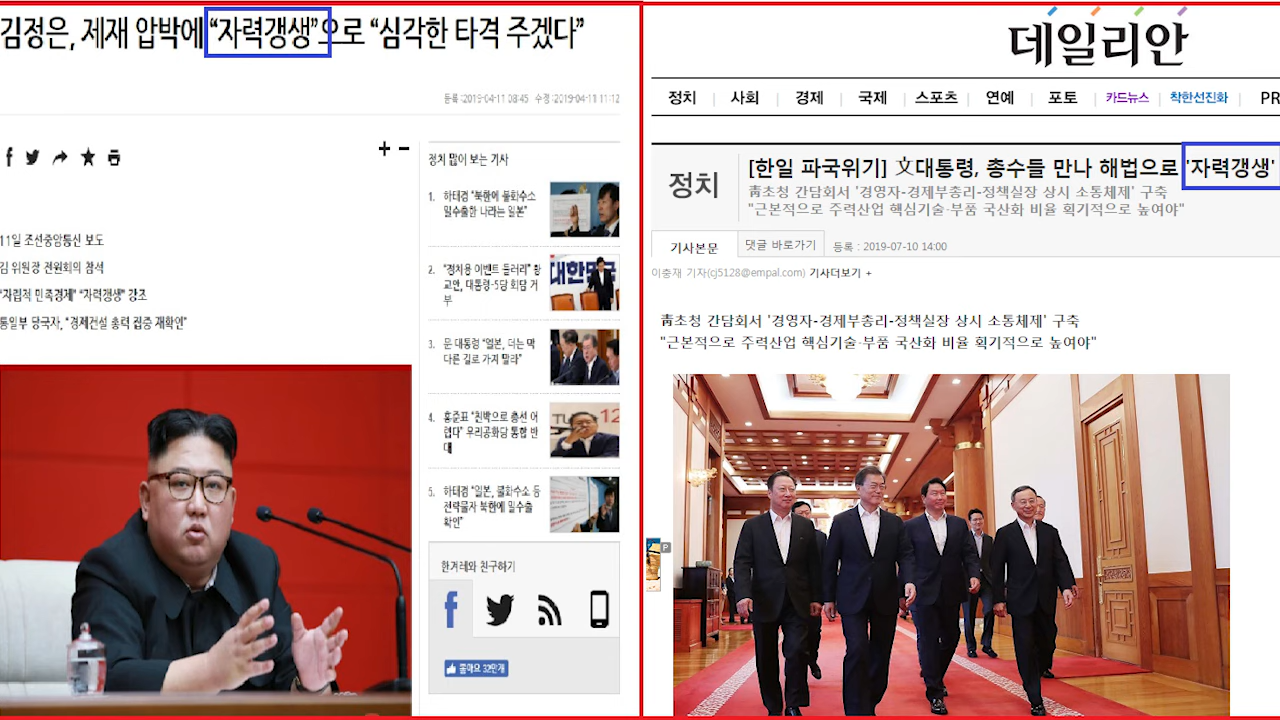 김정은, 제재 압박에 “자력갱생”으로 “심각한 타격 주겠다”
등록 :2019-04-11 08:45 수정 :2019-04-11 11:12
11일 조선중앙통신 보도
김 위원장 전원회의 참석
“자립적 민족경제” “자력갱생” 강조
통일부 당국자, “경제건설 총력 집중 재확인”
정치 많이 보는 기사
1. 하태경 “북한에 불화수소
밀수출한 나라는 일본”
2. “정치용 이벤트 들러리” 황
교안, 대통령-5당 회담 거
부
3. 문 대통령 “일본, 더는 막
다른 길로 가지 말라”
4. 홍준표 “친박으로 총선 어
렵다” 우리공화당 통합 반
대
5. 하태경 “일본, 불화수소 등
전략물자 북한에 밀수출
확인”
대한민국
한겨레와 친구하기
좋아요 32만개
데일리안
정치 | 사회 | 경제 | 국제 | 스포츠 | 연예 | 포토 | 카드뉴스 | 착한선진화 | PR
정치
[한일 파국위기] 文대통령, 총수들 만나 해법으로 '자력갱생'
靑초청 간담회서 '경영자-경제부총리-정책실장 상시 소통체제' 구축
"근본적으로 주력산업 핵심기술·부품 국산화 비율 획기적으로 높여야"
기사본문 댓글 바로가기 등록 : 2019-07-10 14:00
이충재 기자(cj5128@empal.com) 기사더보기 +
靑초청 간담회서 '경영자-경제부총리-정책실장 상시 소통체제' 구축
"근본적으로 주력산업 핵심기술·부품 국산화 비율 획기적으로 높여야"
P